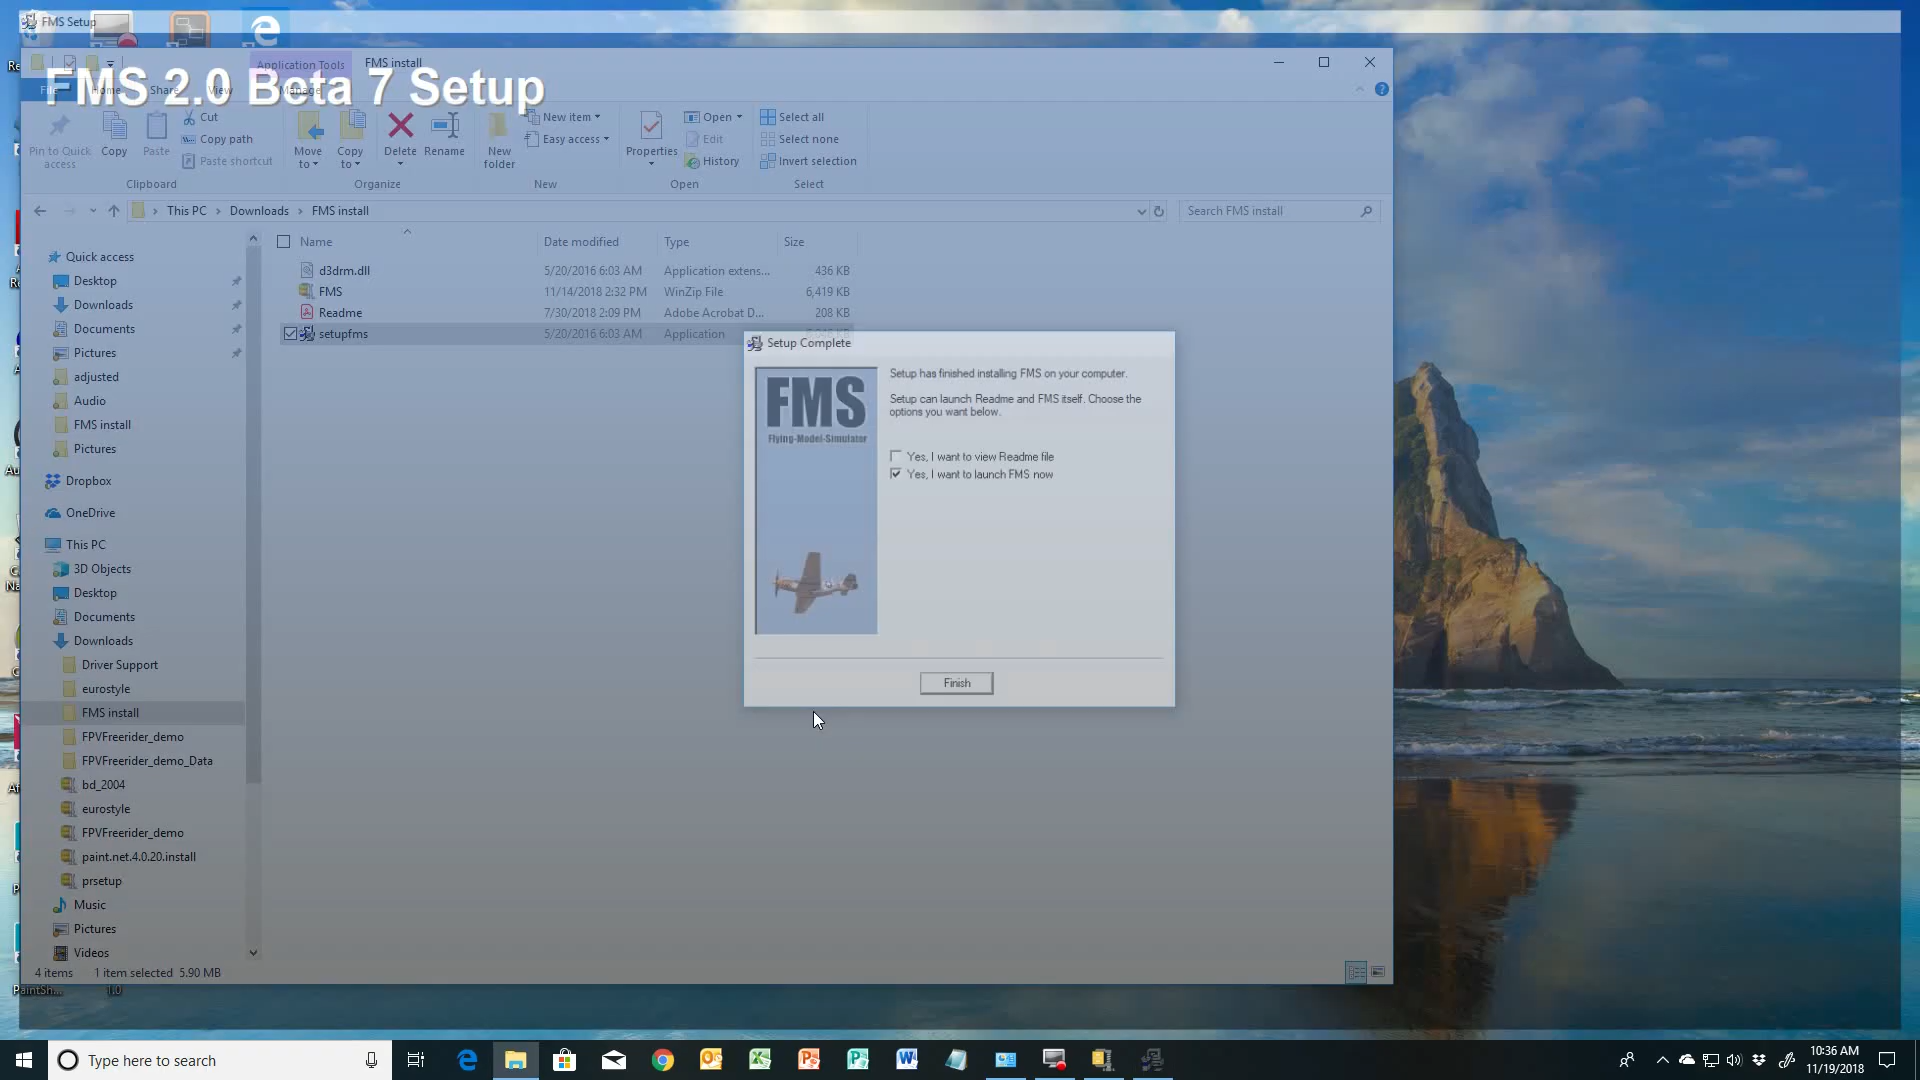 FMS Setup
Application Tools
FMS install
FMS 2.0 Beta 7 Setup
File
Home
Share
View
Manage
Pin to Quick access
Copy
Paste
Cut
Copy path
Paste shortcut
Clipboard
Move to
Copy to
Delete
Rename
Organize
New folder
New item
Easy access
New
Properties
Open
Edit
History
Open
Select all
Select none
Invert selection
Select
This PC > Downloads > FMS install
Search FMS install
Name Date modified Type Size
d3drm.dll 5/20/2016 6:03 AM Application extens... 436 KB
FMS 11/14/2018 2:32 PM WinZip File 6,419 KB
Readme 7/30/2018 2:09 PM Adobe Acrobat D... 208 KB
setupfms 5/20/2016 6:03 AM Application
Quick access
Desktop
Downloads
Documents
Pictures
adjusted
Audio
FMS install
Pictures
Dropbox
OneDrive
This PC
3D Objects
Desktop
Documents
Downloads
Driver Support
eurostyle
FMS install
FPVFreerider_demo
FPVFreerider_demo_Data
bd_2004
eurostyle
FPVFreerider_demo
paint.net.4.0.20.install
prsetup
Music
Pictures
Videos
4 items 1 item selected 5.90 MB
PaintSh...
1.0
Setup Complete
FMS
Flying-Model-Simulator
Setup has finished installing FMS on your computer.
Setup can launch Readme and FMS itself. Choose the
options you want below.
Yes, I want to view Readme file
Yes, I want to launch FMS now
Finish
Type here to search
10:36 AM
11/19/2018